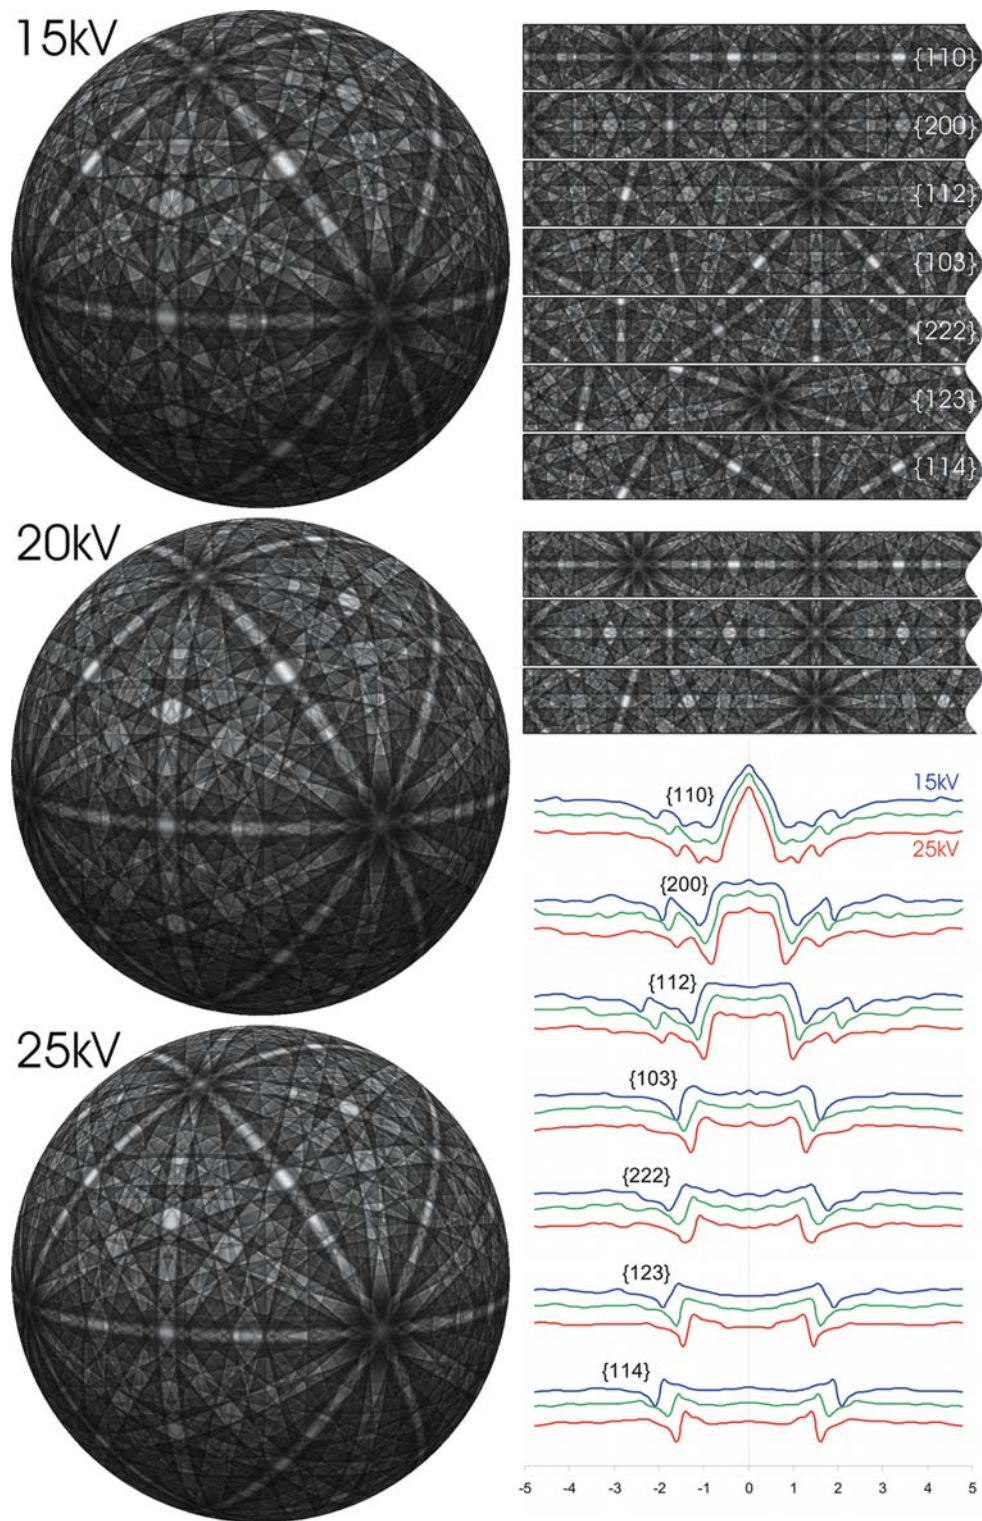 15kV
{110}
{200}
{112}
{103}
{222}
{123}
{114}
20kV
{110}
15kV
25kV
{200}
{112}
{103}
{222}
{123}
{114}
25kV
-5 -4 -3 -2 -1 0 1 2 3 4 5